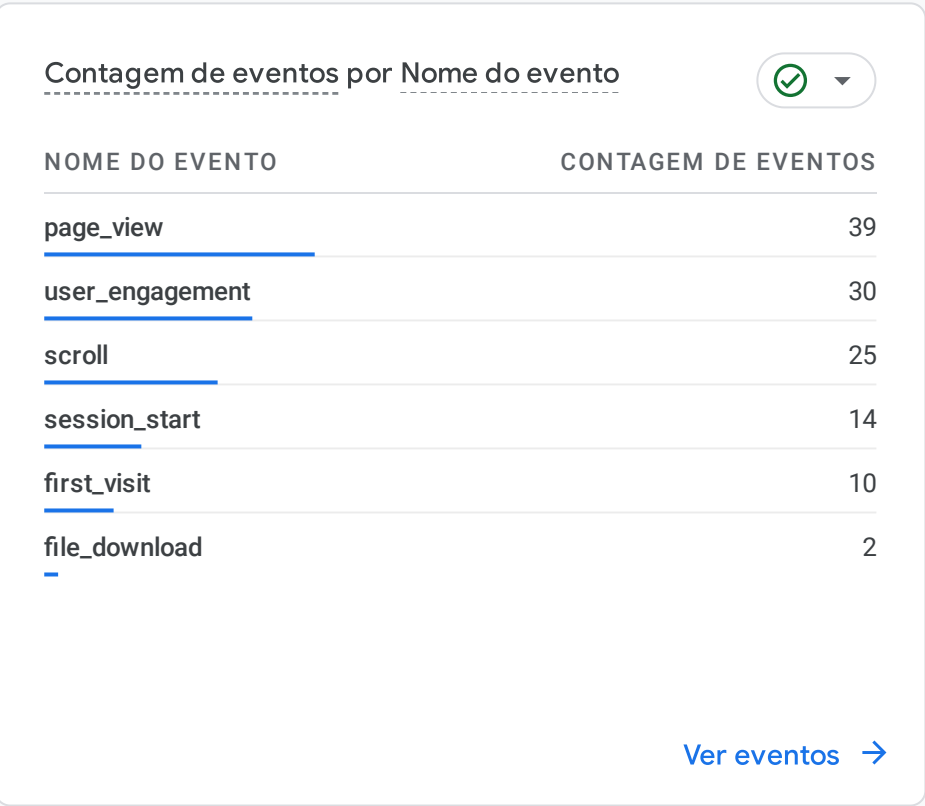 Contagem de eventos por Nome do evento
NOME DO EVENTO CONTAGEM DE EVENTOS
page_view 39
user_engagement 30
scroll 25
session_start 14
first_visit 10
file_download 2
Ver eventos